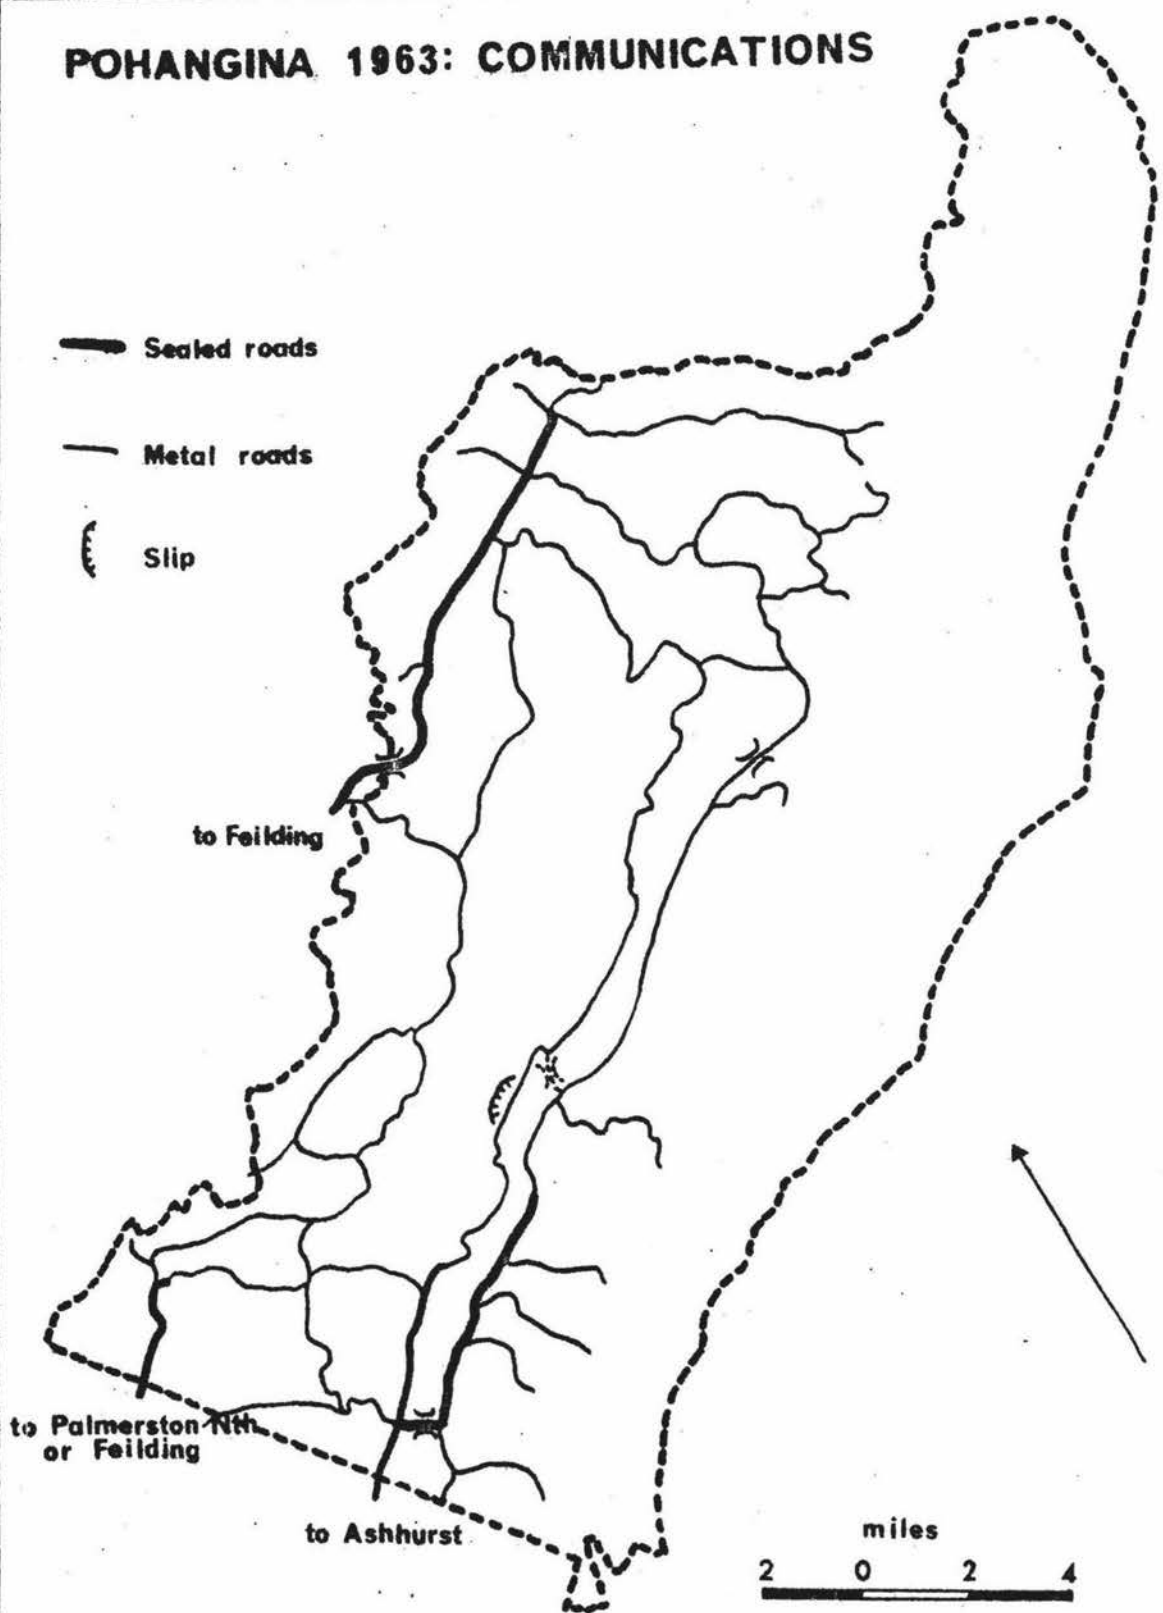 POHANGINA 1963: COMMUNICATIONS
Sealed roads
Metal roads
Slip
to Feilding
to Palmerston Nth.
or Feilding
to Ashhurst
miles
2 0 2 4